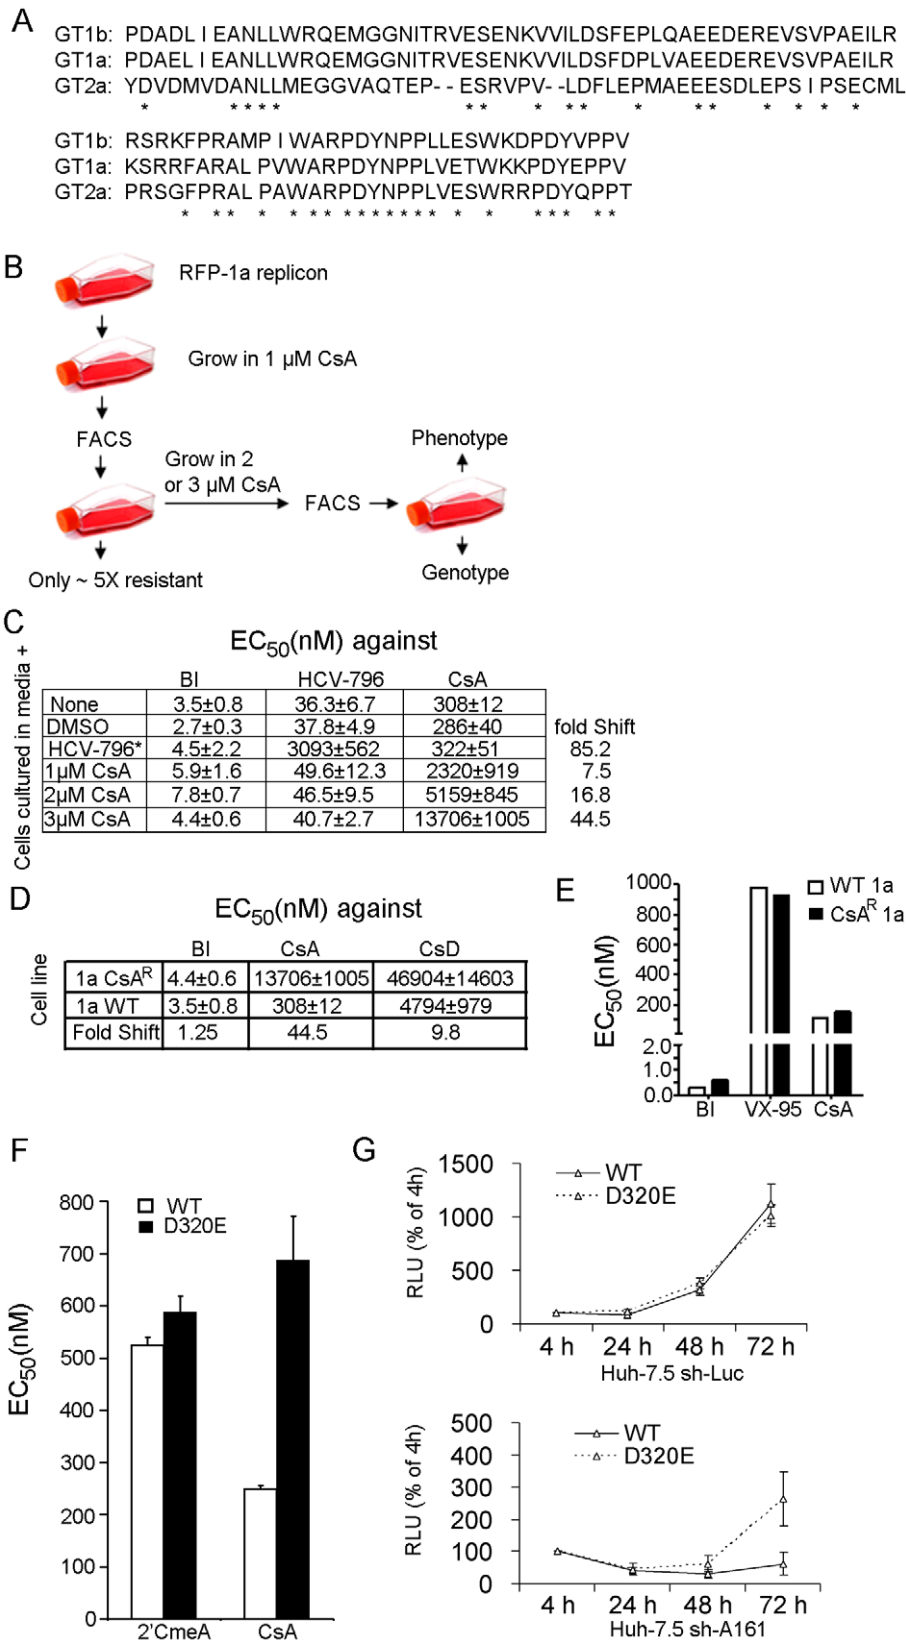 A
GT1b: PDADLIEANLLWRQEMGGNITRVESENKVVILDSFEPLQAEEDEREVSVPAEILR
GT1a: PDAELIEANLLWRQEMGGNITRVESENKVVILDSFDPLVAEEDEREVSVPAEILR
GT2a: YDVDMVDANLLMEGGVAQTEP--ESRVPV--LDFLEPMAEEESDLEPSIPSECML
* * * * * * * * * * * * * * * * *
GT1b: RSRKFPRAMPIWARPDYNPPLLESWKDPDYVPPV
GT1a: KSRRFARALPVWARPDYNPPLVETWKKPDYEPPV
GT2a: PRSGFPRALPAWARPDYNPPLVESWRRPDYQPPT
* * * * * * * * * * * * * * * * * * * *
B
RFP-1a replicon
Grow in 1 µM CsA
FACS
Grow in 2
or 3 µM CsA
FACS
Phenotype
Genotype
Only ~ 5X resistant
C
EC50(nM) against
Cells cultured in media +
BI HCV-796 CsA
None 3.5±0.8 36.3±6.7 308±12
DMSO 2.7±0.3 37.8±4.9 286±40 fold Shift
HCV-796* 4.5±2.2 3093±562 322±51 85.2
1µM CsA 5.9±1.6 49.6±12.3 2320±919 7.5
2µM CsA 7.8±0.7 46.5±9.5 5159±845 16.8
3µM CsA 4.4±0.6 40.7±2.7 13706±1005 44.5
D
EC50(nM) against
Cell line
BI CsA CsD
1a CsAR 4.4±0.6 13706±1005 46904±14603
1a WT 3.5±0.8 308±12 4794±979
Fold Shift 1.25 44.5 9.8
E
WT 1a
CsAR 1a
EC50(nM)
1000
800
600
400
200
2.0
1.0
0.0
BI VX-95 CsA
F
WT
D320E
EC50(nM)
800
700
600
500
400
300
200
100
0
2'CmeA CsA
G
WT
D320E
RLU (% of 4h)
1500
1000
500
0
4 h 24 h 48 h 72 h
Huh-7.5 sh-Luc
WT
D320E
RLU (% of 4h)
500
400
300
200
100
0
4 h 24 h 48 h 72 h
Huh-7.5 sh-A161